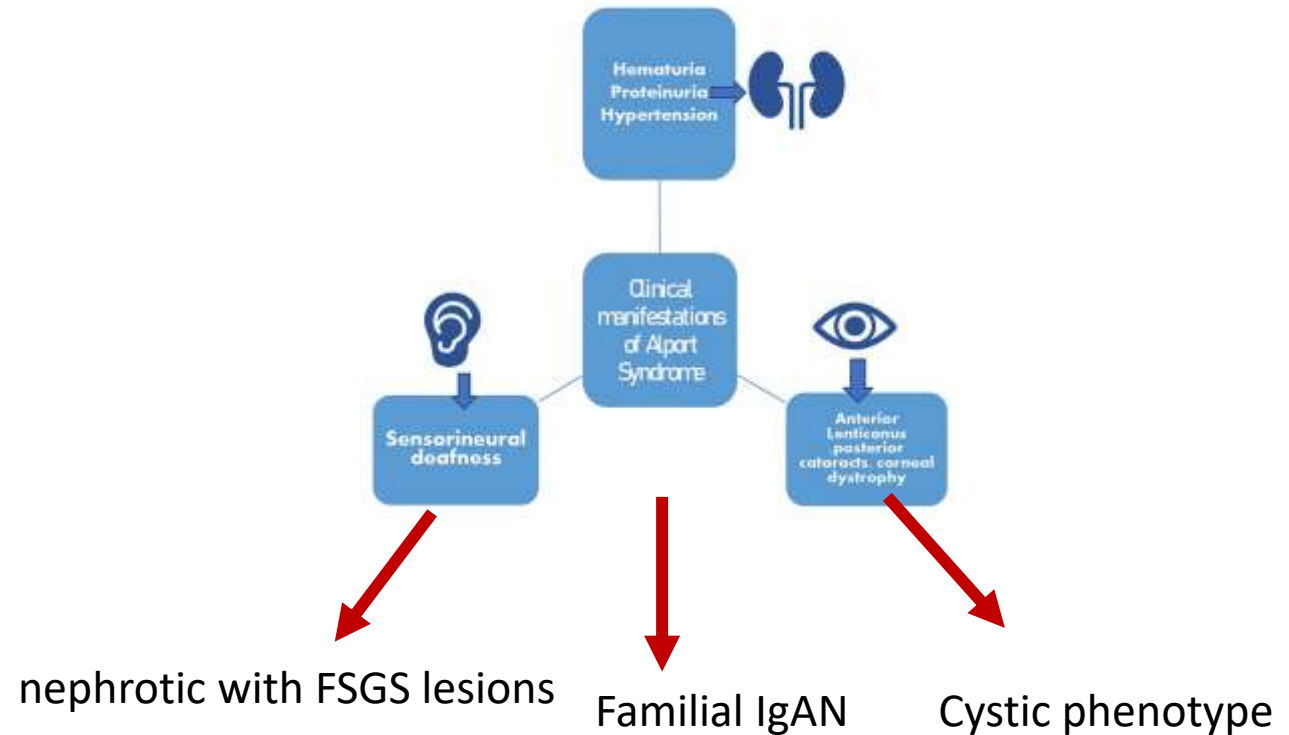 Hematuria
Proteinuria
Hypertension
Clinical
manifestations
of Alport
Syndrome
Sensorineural
deafness
Anterior
Lenticonus
posterior
cataracts. corneal
dystrophy
nephrotic with FSGS lesions
Familial IgAN
Cystic phenotype